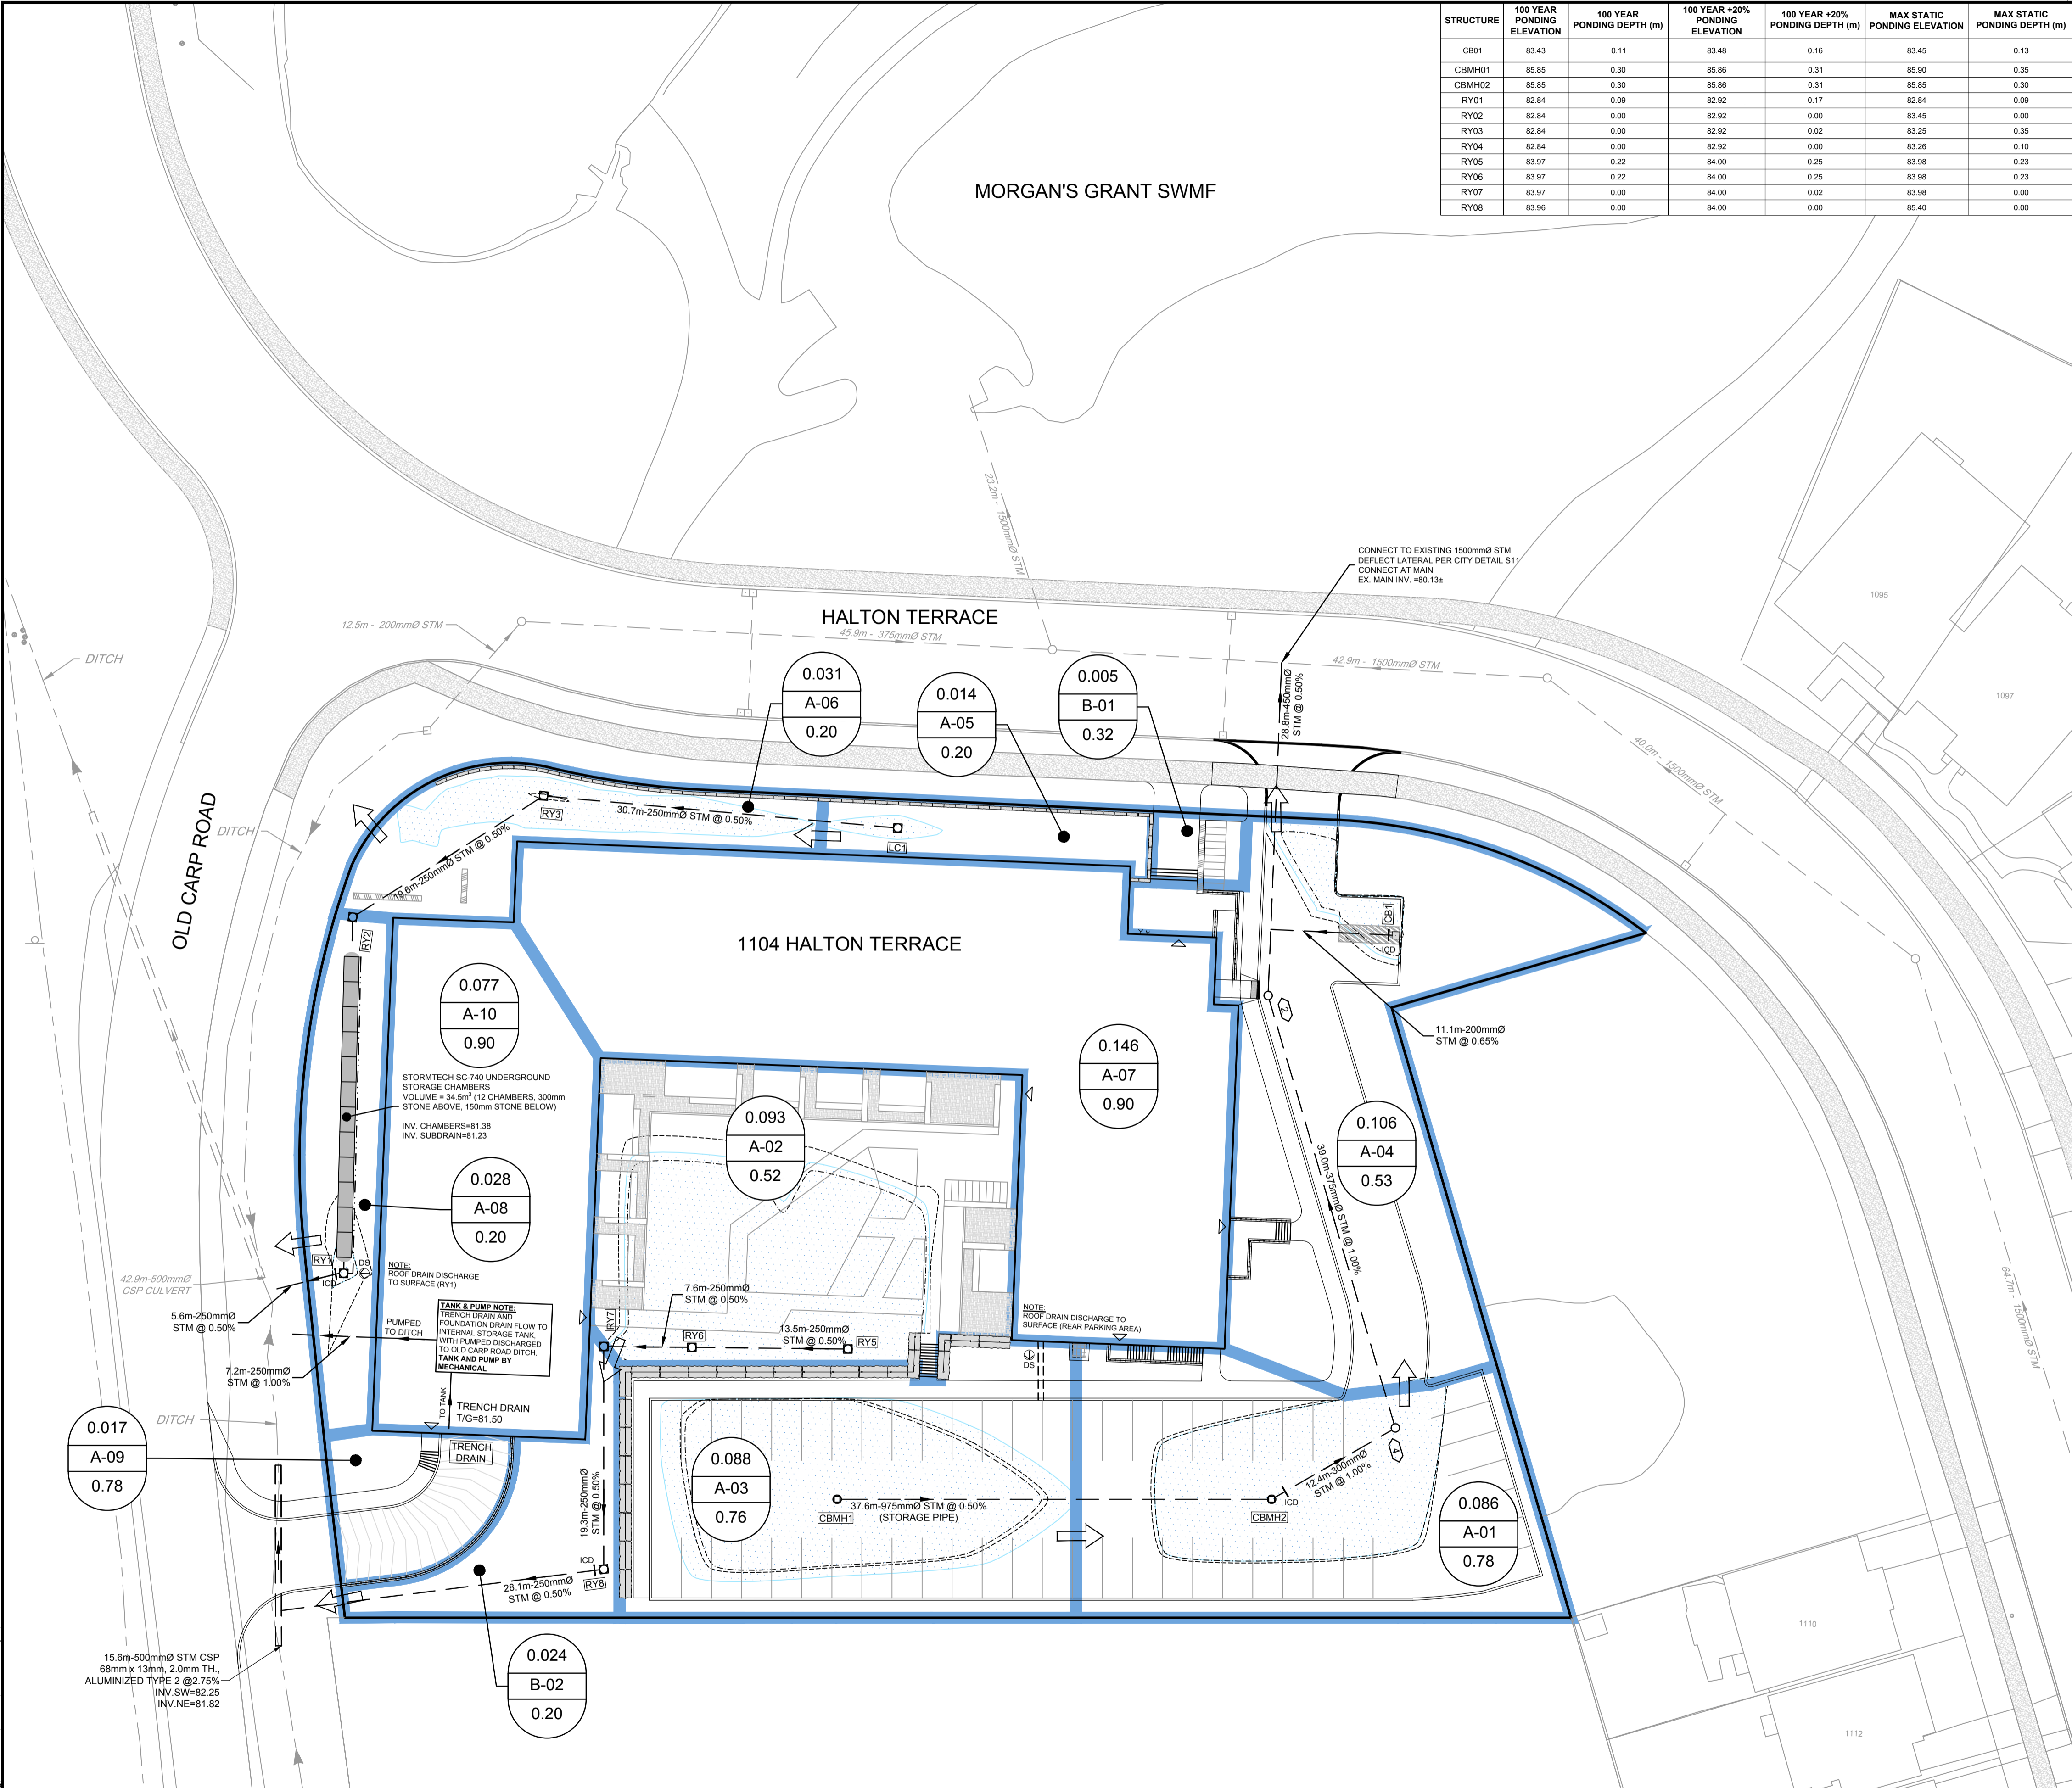 STRUCTURE | 100 YEAR PONDING ELEVATION | 100 YEAR PONDING DEPTH (m) | 100 YEAR +20% PONDING ELEVATION | 100 YEAR +20% PONDING DEPTH (m) | MAX STATIC PONDING ELEVATION | MAX STATIC PONDING DEPTH (m)
CB01 83.43 0.11 83.48 0.16 83.45 0.13
CBMH01 85.85 0.30 85.86 0.31 85.90 0.35
CBMH02 85.85 0.30 85.86 0.31 85.85 0.30
RY01 82.84 0.09 82.92 0.17 82.84 0.09
RY02 82.84 0.00 82.92 0.00 83.45 0.00
RY03 82.84 0.00 82.92 0.02 83.25 0.35
RY04 82.84 0.00 82.92 0.00 83.26 0.10
RY05 83.97 0.22 84.00 0.25 83.98 0.23
RY06 83.97 0.22 84.00 0.25 83.98 0.23
RY07 83.97 0.00 84.00 0.02 83.98 0.00
RY08 83.96 0.00 84.00 0.00 85.40 0.00
MORGAN'S GRANT SWMF
23.2m - 1500mmØ STM
CONNECT TO EXISTING 1500mmØ STM
DEFLECT LATERAL PER CITY DETAIL S11
CONNECT AT MAIN
EX. MAIN INV. =80.13±
1095
1097
HALTON TERRACE
12.5m - 200mmØ STM
45.9m - 375mmØ STM
42.9m - 1500mmØ STM
40.0m - 1500mmØ STM
64.7m - 1500mmØ STM
DITCH
0.031
A-06
0.20
0.014
A-05
0.20
0.005
B-01
0.32
28.8m-450mmØ
STM @ 0.50%
OLD CARP ROAD
DITCH
RY3
30.7m-250mmØ STM @ 0.50%
LC1
19.6m-250mmØ STM @ 0.50%
RY2
CB1
ICD
1104 HALTON TERRACE
2
11.1m-200mmØ
STM @ 0.65%
0.077
A-10
0.90
STORMTECH SC-740 UNDERGROUND
STORAGE CHAMBERS
VOLUME = 34.5m³ (12 CHAMBERS, 300mm
STONE ABOVE, 150mm STONE BELOW)
INV. CHAMBERS=81.38
INV. SUBDRAIN=81.23
0.146
A-07
0.90
0.093
A-02
0.52
0.106
A-04
0.53
0.028
A-08
0.20
39.0m-375mmØ STM @ 1.00%
RY1
ICD
DS
NOTE:
ROOF DRAIN DISCHARGE
TO SURFACE (RY1)
42.9m-500mmØ
CSP CULVERT
5.6m-250mmØ
STM @ 0.50%
PUMPED
TO DITCH
TANK & PUMP NOTE:
TRENCH DRAIN AND
FOUNDATION DRAIN FLOW TO
INTERNAL STORAGE TANK,
WITH PUMPED DISCHARGED
TO OLD CARP ROAD DITCH.
TANK AND PUMP BY
MECHANICAL
7.6m-250mmØ
STM @ 0.50%
RY7
RY6
13.5m-250mmØ
STM @ 0.50%
RY5
NOTE:
ROOF DRAIN DISCHARGE TO
SURFACE (REAR PARKING AREA)
DS
7.2m-250mmØ
STM @ 1.00%
TO TANK
TRENCH DRAIN
T/G=81.50
DITCH
0.017
A-09
0.78
TRENCH
DRAIN
19.3m-250mmØ
STM @ 0.50%
0.088
A-03
0.76
CBMH1
37.6m-975mmØ STM @ 0.50%
(STORAGE PIPE)
12.4m-300mmØ
STM @ 1.00%
4
ICD
CBMH2
0.086
A-01
0.78
ICD
RY8
28.1m-250mmØ
STM @ 0.50%
0.024
B-02
0.20
15.6m-500mmØ STM CSP
68mm x 13mm, 2.0mm TH.,
ALUMINIZED TYPE 2 @2.75%
INV.SW=82.25
INV.NE=81.82
1110
1112